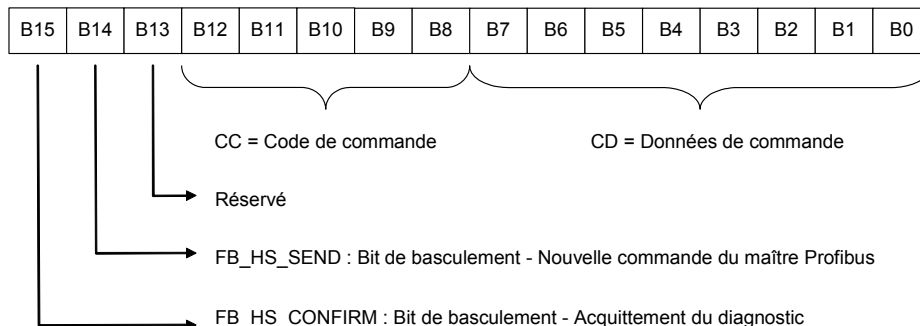 B15 B14 B13 B12 B11 B10 B9 B8 B7 B6 B5 B4 B3 B2 B1 B0
CC = Code de commande CD = Données de commande
Réservé
FB_HS_SEND : Bit de basculement - Nouvelle commande du maître Profibus
FB_HS_CONFIRM : Bit de basculement - Acquittement du diagnostic